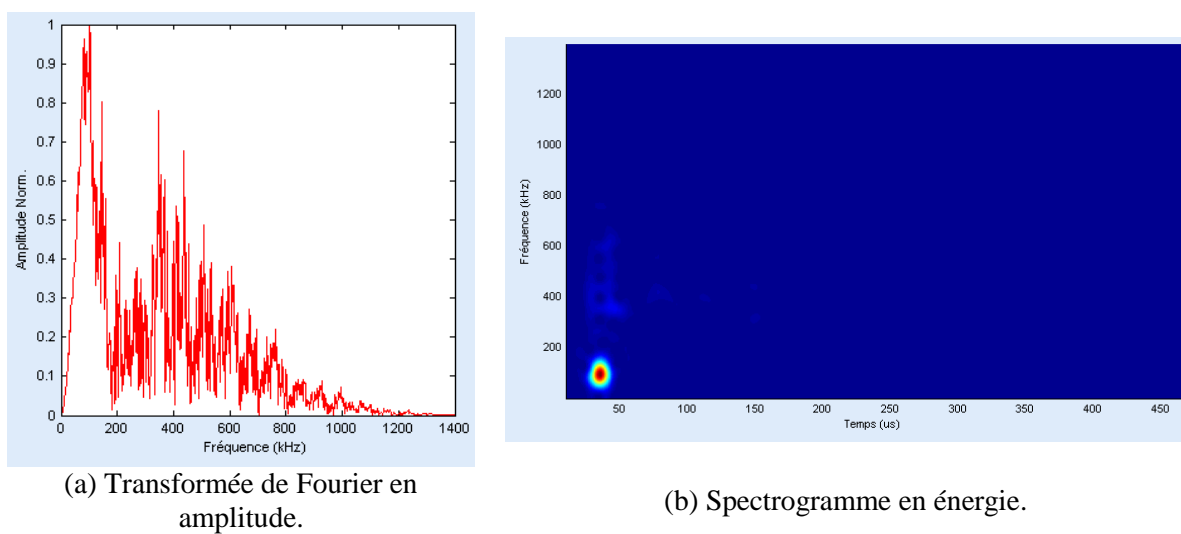 1
0.9
0.8
0.7
0.6
0.5
0.4
0.3
0.2
0.1
0
Amplitude Norm.
0 200 400 600 800 1000 1200 1400
Fréquence (kHz)
(a) Transformée de Fourier en
amplitude.
1200
1000
800
600
400
200
Fréquence (kHz)
50 100 150 200 250 300 350 400 450
Temps (us)
(b) Spectrogramme en énergie.